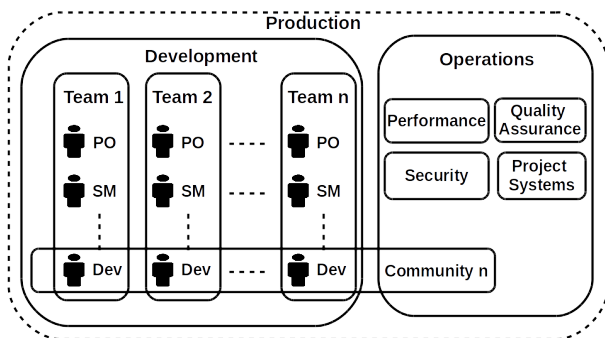 Production
Development
Operations
Team 1
Team 2
Team n
PO
PO
PO
SM
SM
SM
Dev
Dev
Dev
Performance
Quality
Assurance
Security
Project
Systems
Community n